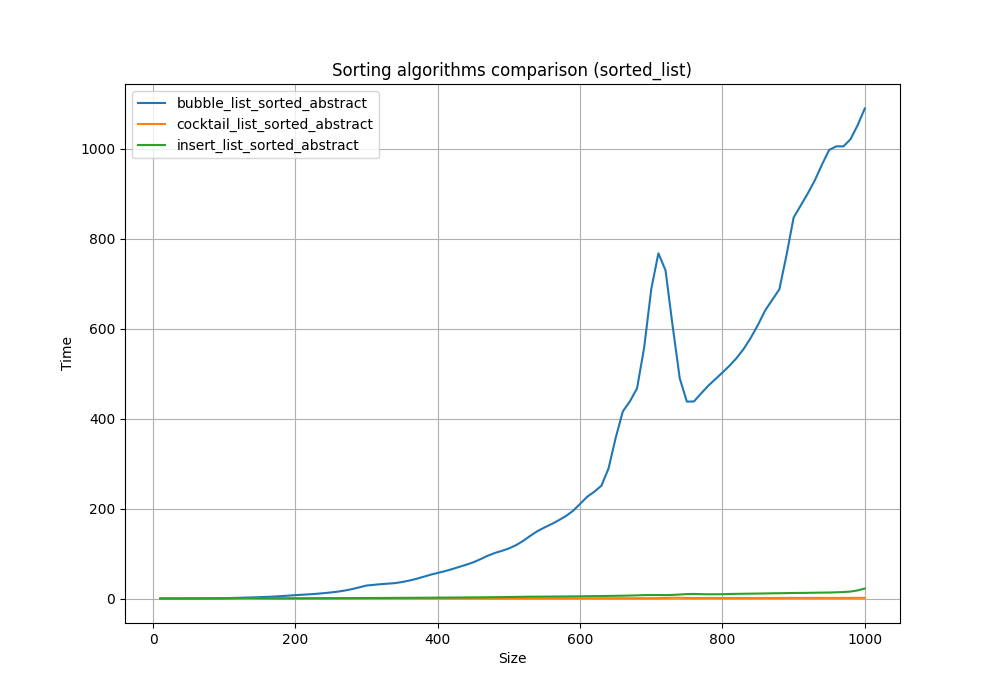 Sorting algorithms comparison (sorted_list)
bubble_list_sorted_abstract
cocktail_list_sorted_abstract
insert_list_sorted_abstract
1000
800
600
400
200
0
Time
0 200 400 600 800 1000
Size